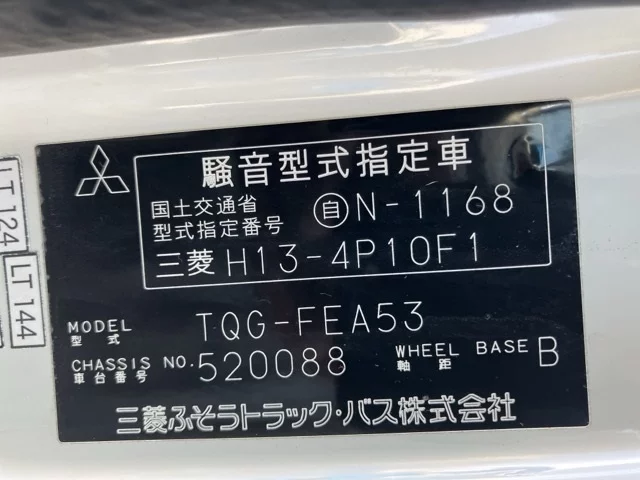 騒音型式指定車
国土交通省
型式指定番号 自 N-1168
三菱 H13-4P10F1
MODEL
型式 TQG-FEA53
CHASSIS NO.
車台番号 520088
WHEEL BASE
軸距 B
三菱ふそうトラック・バス株式会社
LT 124
LT 144